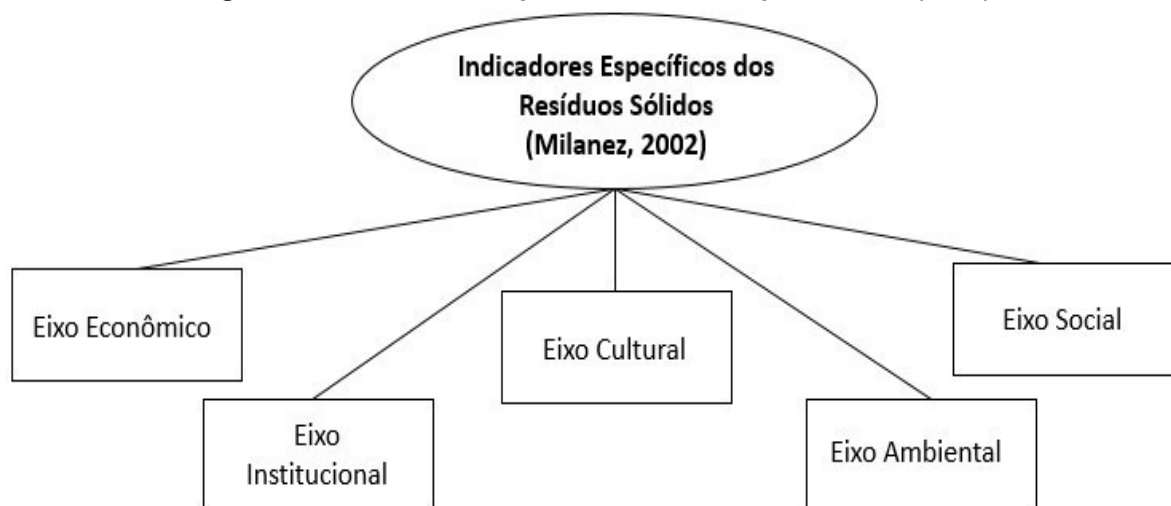 Indicadores Específicos dos
Resíduos Sólidos
(Milanez, 2002)
Eixo Econômico
Eixo Cultural
Eixo Social
Eixo
Institucional
Eixo Ambiental